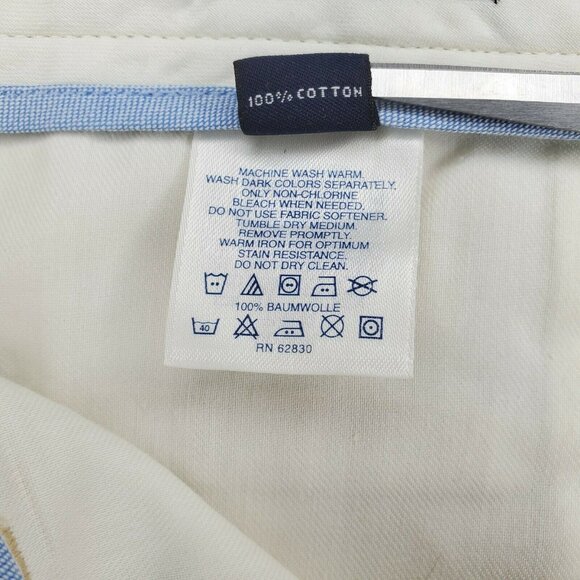 100% COTTON
MACHINE WASH WARM.
WASH DARK COLORS SEPARATELY.
ONLY NON-CHLORINE
BLEACH WHEN NEEDED.
DO NOT USE FABRIC SOFTENER.
TUMBLE DRY MEDIUM.
REMOVE PROMPTLY.
WARM IRON FOR OPTIMUM
STAIN RESISTANCE.
DO NOT DRY CLEAN.
100% BAUMWOLLE
40
RN 62830